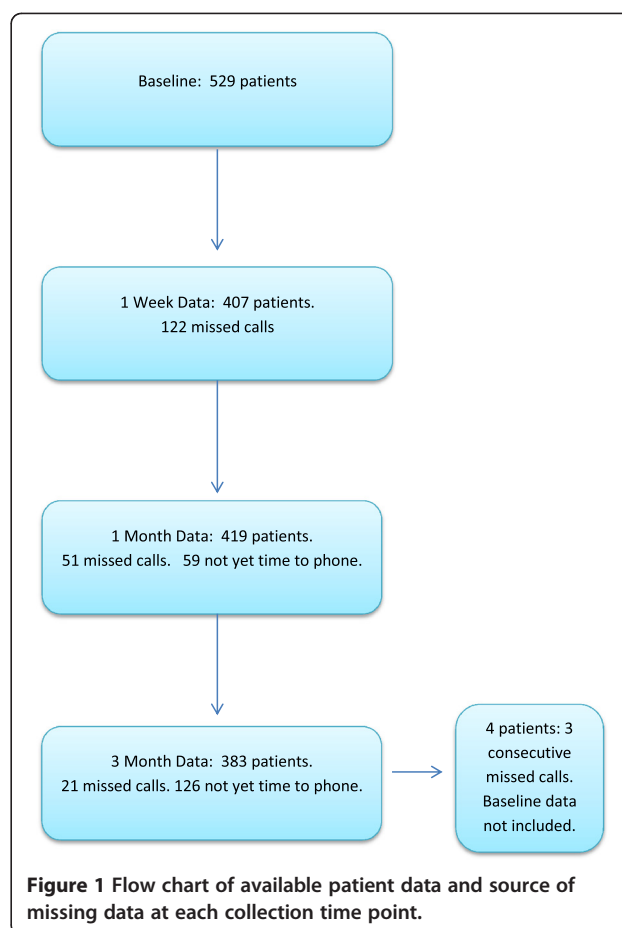 Baseline: 529 patients
1 Week Data: 407 patients.
122 missed calls
1 Month Data: 419 patients.
51 missed calls. 59 not yet time to phone.
3 Month Data: 383 patients.
21 missed calls. 126 not yet time to phone.
4 patients: 3
consecutive
missed calls.
Baseline data
not included.
Figure 1 Flow chart of available patient data and source of
missing data at each collection time point.